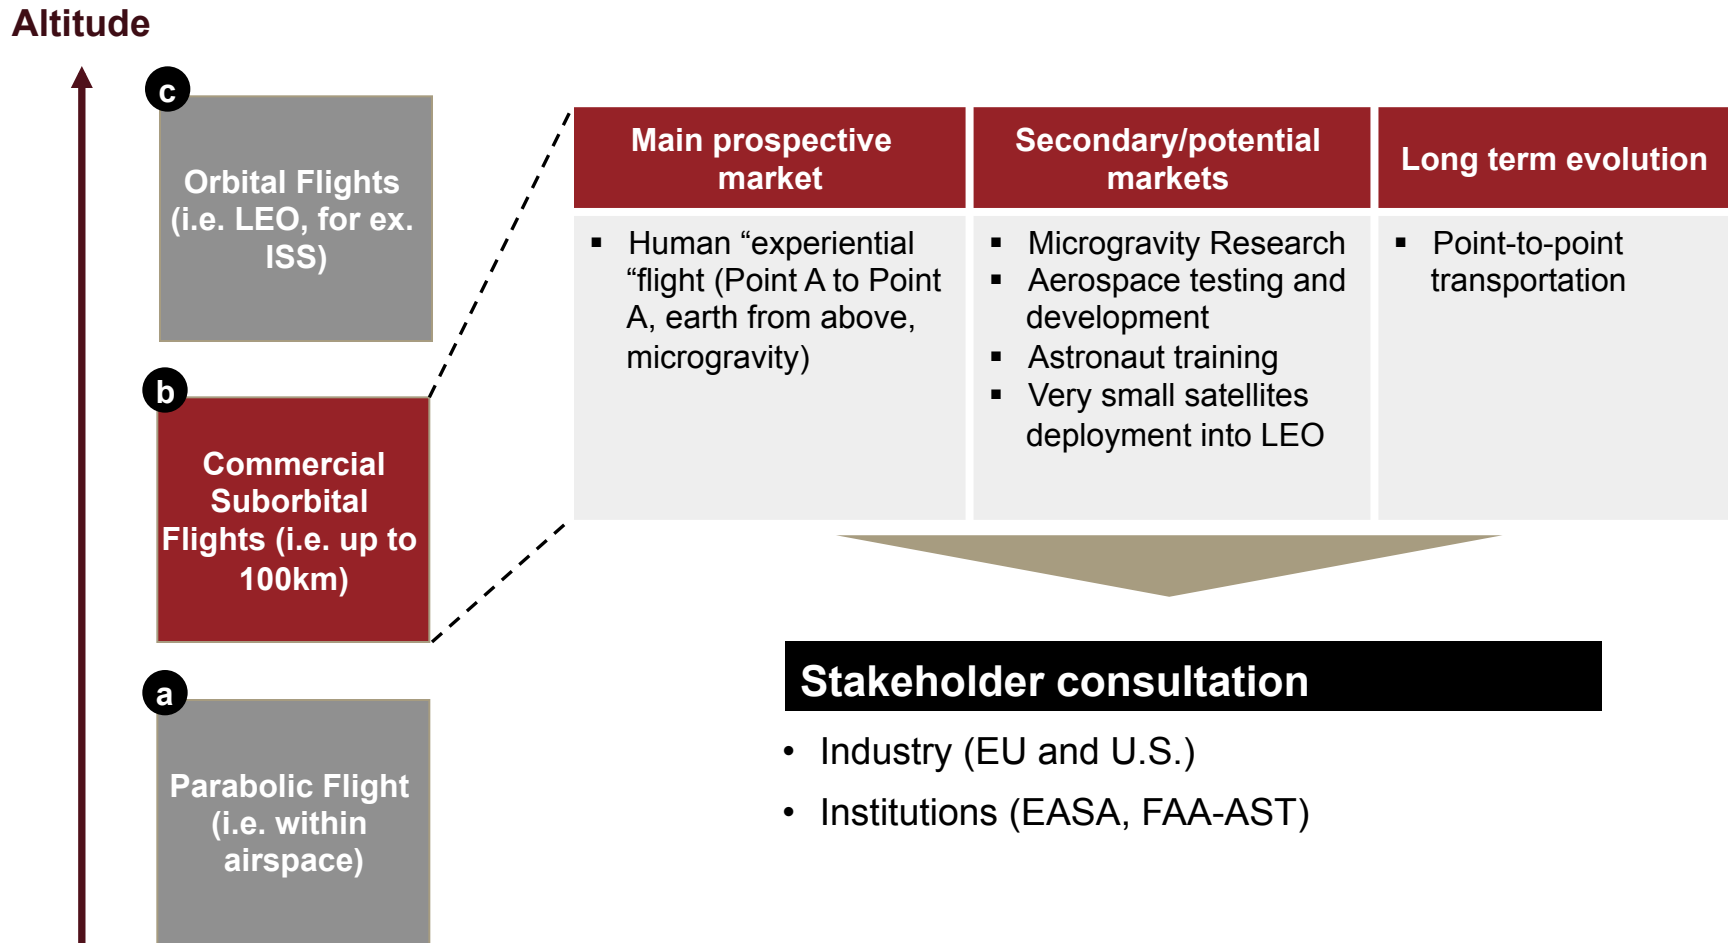 Altitude
c
Orbital Flights
(i.e. LEO, for ex.
ISS)
b
Commercial
Suborbital
Flights (i.e. up to
100km)
a
Parabolic Flight
(i.e. within
airspace)
Main prospective
market
▪ Human “experiential
“flight (Point A to Point
A, earth from above,
microgravity)
Secondary/potential
markets
▪ Microgravity Research
▪ Aerospace testing and
development
▪ Astronaut training
▪ Very small satellites
deployment into LEO
Long term evolution
▪ Point-to-point
transportation
Stakeholder consultation
• Industry (EU and U.S.)
• Institutions (EASA, FAA-AST)